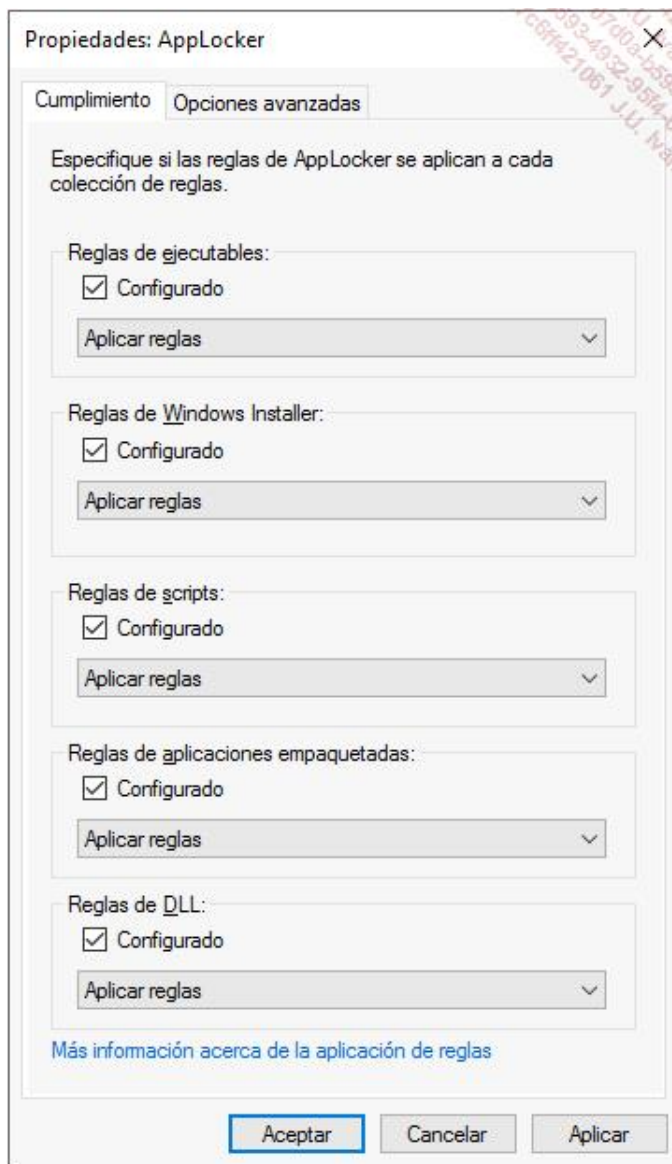 Propiedades: AppLocker
Cumplimiento
Opciones avanzadas
Especifique si las reglas de AppLocker se aplican a cada
colección de reglas.
Reglas de ejecutables:
Configurado
Aplicar reglas
Reglas de Windows Installer:
Configurado
Aplicar reglas
Reglas de scripts:
Configurado
Aplicar reglas
Reglas de aplicaciones empaquetadas:
Configurado
Aplicar reglas
Reglas de DLL:
Configurado
Aplicar reglas
Más información acerca de la aplicación de reglas
Aceptar
Cancelar
Aplicar